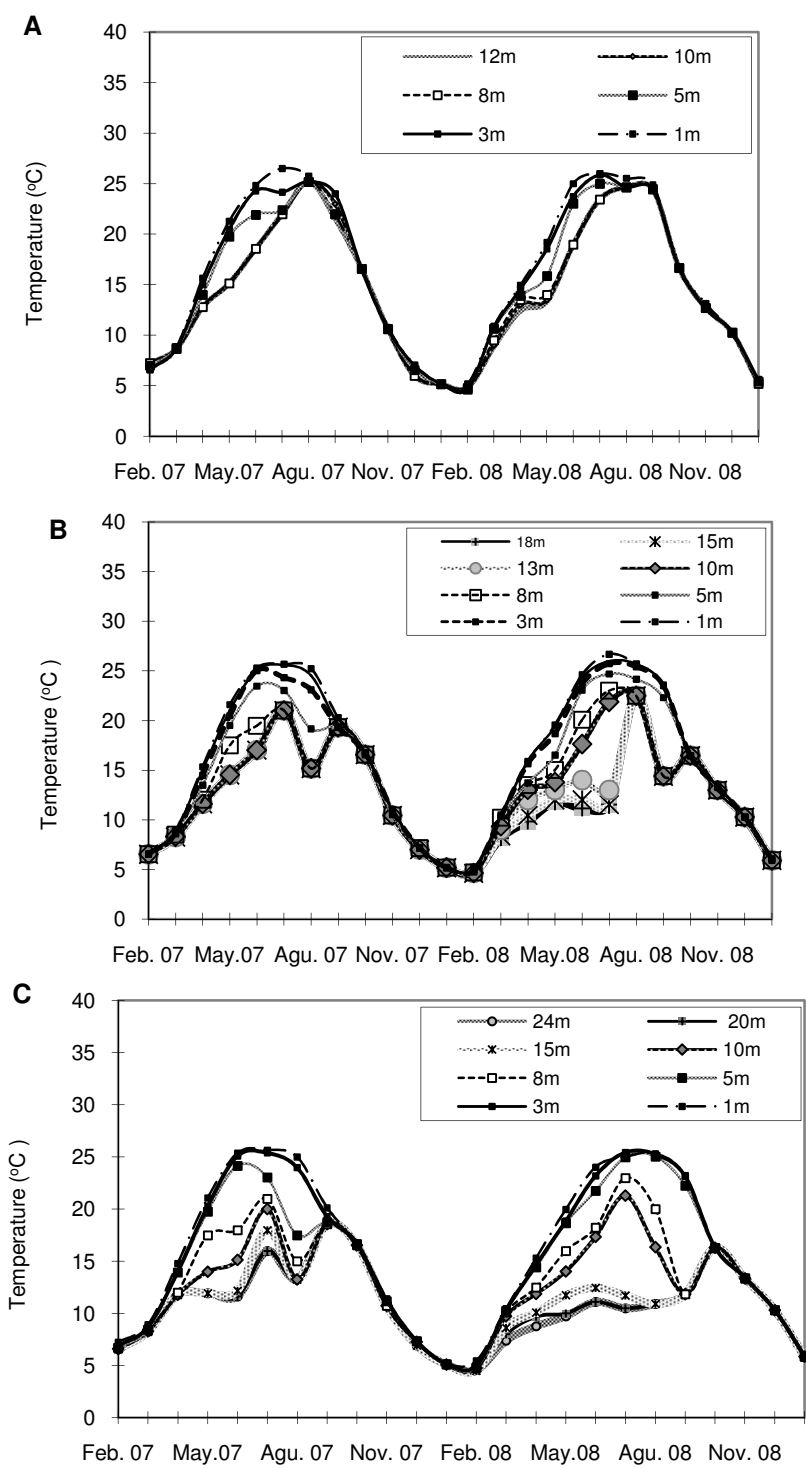 A
40
35
30
25
20
15
10
5
0
Temperature (ºC)
12m 10m
8m 5m
3m 1m
Feb. 07 May.07 Agu. 07 Nov. 07 Feb. 08 May.08 Agu. 08 Nov. 08
B
40
35
30
25
20
15
10
5
0
Temperature (ºC )
18m 15m
13m 10m
8m 5m
3m 1m
Feb. 07 May.07 Agu. 07 Nov. 07 Feb. 08 May.08 Agu. 08 Nov. 08
C
40
35
30
25
20
15
10
5
0
Temperature (ºC )
24m 20m
15m 10m
8m 5m
3m 1m
Feb. 07 May.07 Agu. 07 Nov. 07 Feb. 08 May.08 Agu. 08 Nov. 08